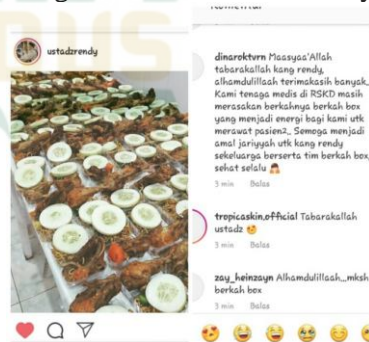 ustadzrendy
dinaroktvrn Maasyaa'Allah
tabarakallah kang rendy,
alhamdulillaah terimakasih banyak..
Kami tenaga medis di RSKD masih
merasakan berkahnya berkah box
yang menjadi energi bagi kami utk
merawat pasien2.. Semoga menjadi
amal jariyyah utk kang rendy
sekeluarga berserta tim berkah box,
sehat selalu
3 min Balas
tropicaskin.official Tabarakallah
ustadz
3 min Balas
zay_heinzayn Alhamdulillaah,,,mksh
berkah box
3 min Balas